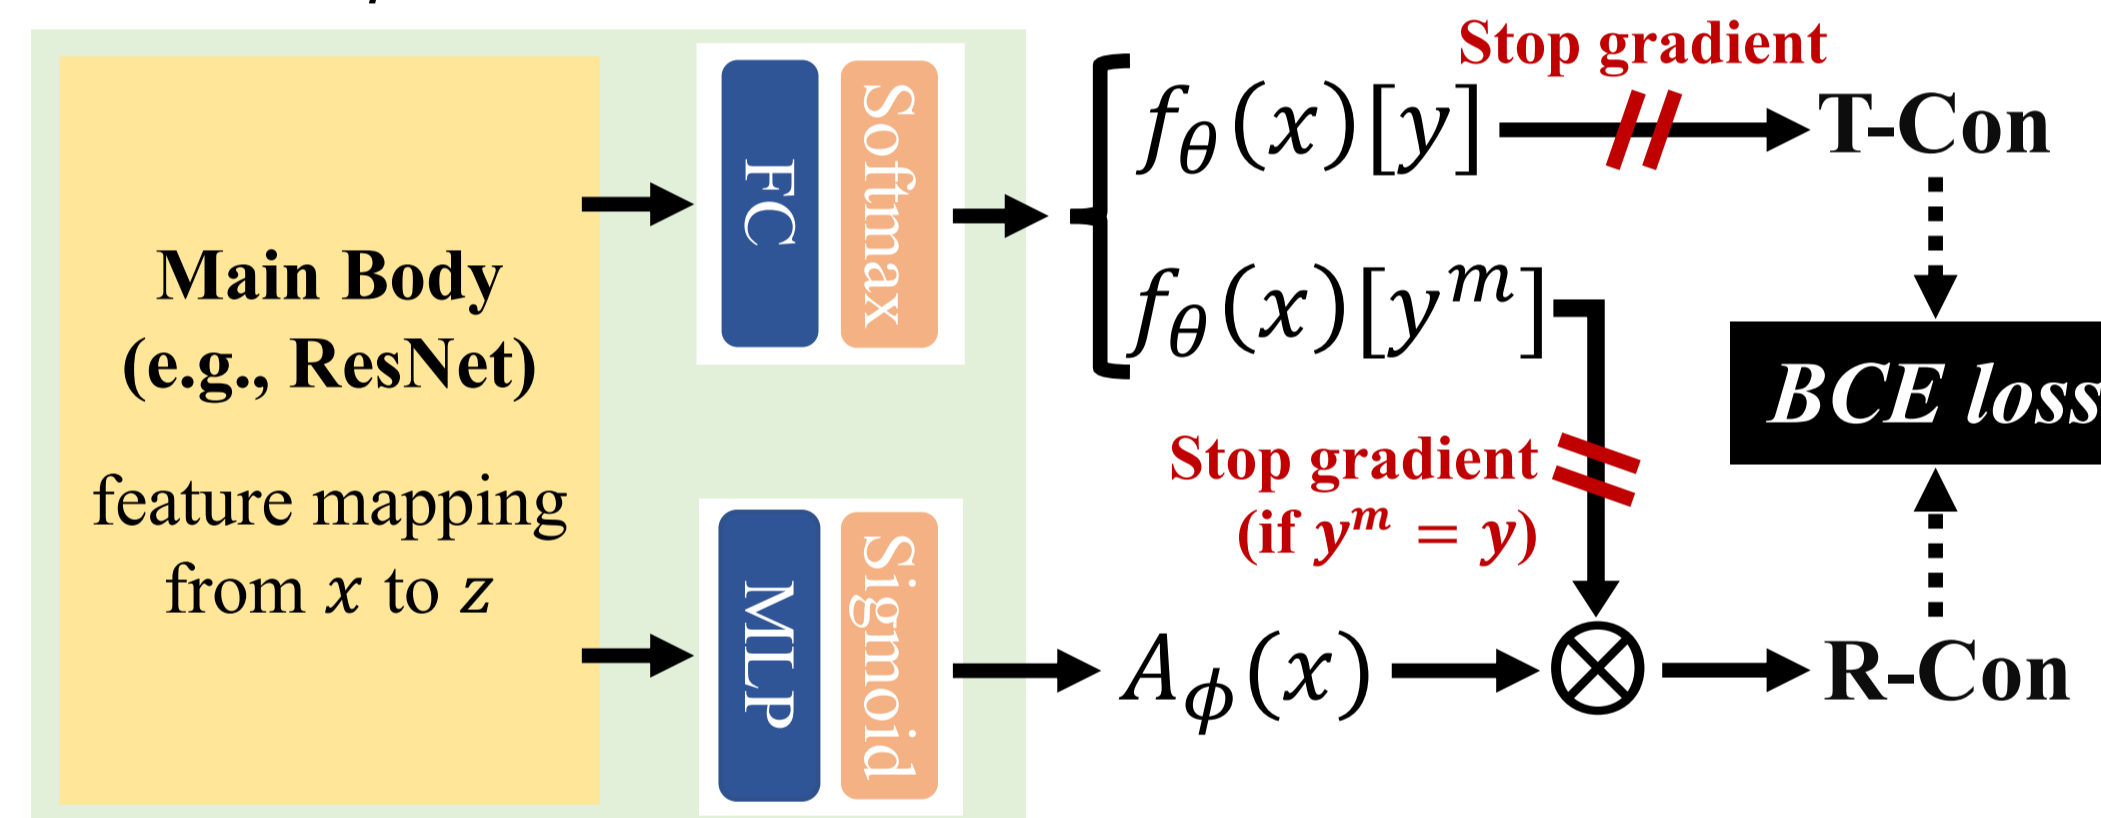 Main Body
(e.g., ResNet)
feature mapping
from x to z
FC
Softmax
MLP
Sigmoid
f_θ(x)[y]
Stop gradient
T-Con
f_θ(x)[y^m]
Stop gradient
(if y^m = y)
BCE loss
A_ϕ(x)
R-Con